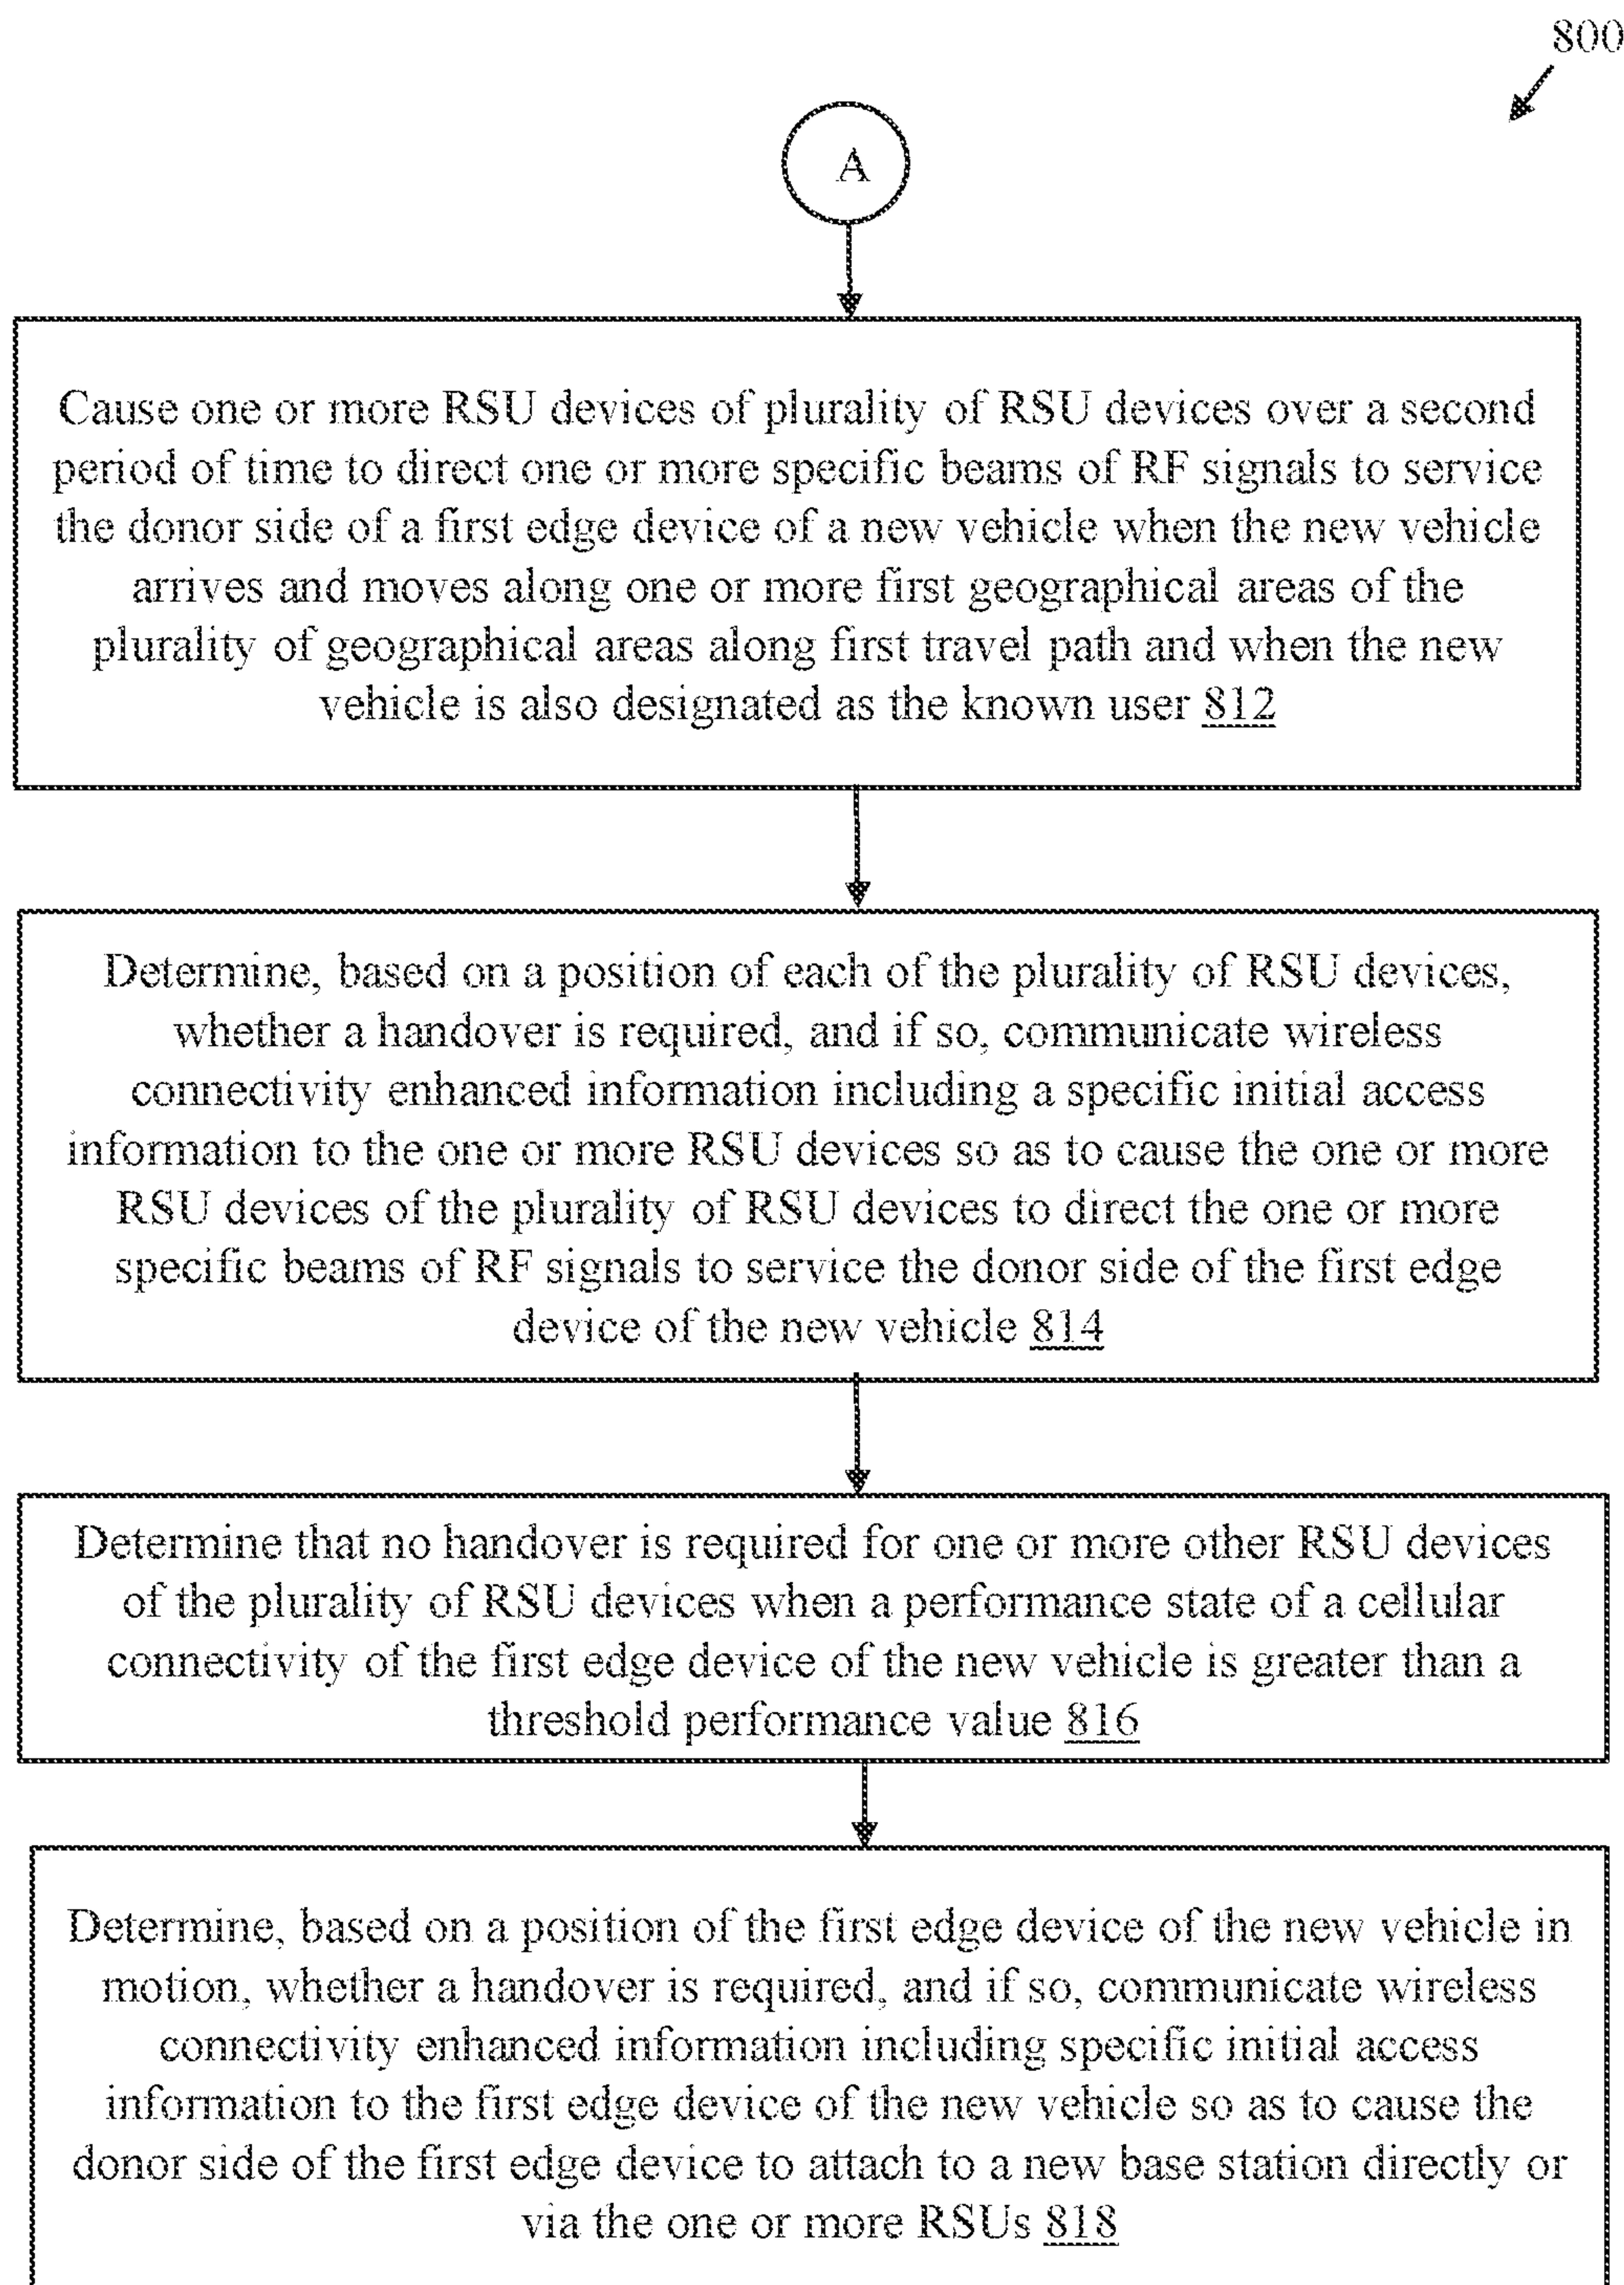 800
A
Cause one or more RSU devices of plurality of RSU devices over a second
period of time to direct one or more specific beams of RF signals to service
the donor side of a first edge device of a new vehicle when the new vehicle
arrives and moves along one or more first geographical areas of the
plurality of geographical areas along first travel path and when the new
vehicle is also designated as the known user 812
Determine, based on a position of each of the plurality of RSU devices,
whether a handover is required, and if so, communicate wireless
connectivity enhanced information including a specific initial access
information to the one or more RSU devices so as to cause the one or more
RSU devices of the plurality of RSU devices to direct the one or more
specific beams of RF signals to service the donor side of the first edge
device of the new vehicle 814
Determine that no handover is required for one or more other RSU devices
of the plurality of RSU devices when a performance state of a cellular
connectivity of the first edge device of the new vehicle is greater than a
threshold performance value 816
Determine, based on a position of the first edge device of the new vehicle in
motion, whether a handover is required, and if so, communicate wireless
connectivity enhanced information including specific initial access
information to the first edge device of the new vehicle so as to cause the
donor side of the first edge device to attach to a new base station directly or
via the one or more RSUs 818